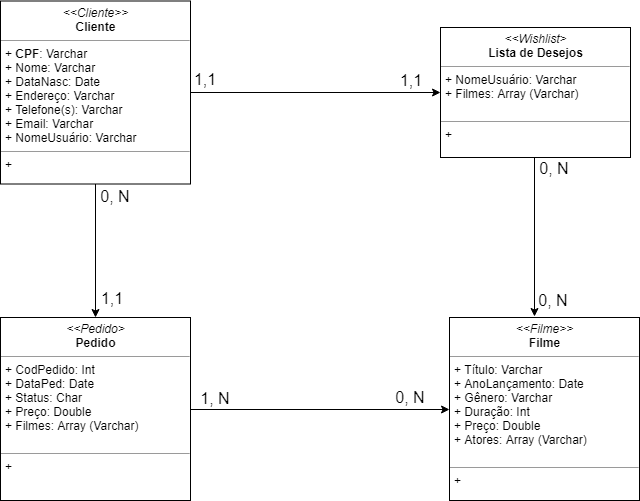 <<Cliente>>
Cliente
+ CPF: Varchar
+ Nome: Varchar
+ DataNasc: Date
+ Endereço: Varchar
+ Telefone(s): Varchar
+ Email: Varchar
+ NomeUsuário: Varchar
+
1,1
1,1
<<Wishlist>>
Lista de Desejos
+ NomeUsuário: Varchar
+ Filmes: Array (Varchar)
+
0, N
1,1
0, N
0, N
<<Pedido>
Pedido
+ CodPedido: Int
+ DataPed: Date
+ Status: Char
+ Preço: Double
+ Filmes: Array (Varchar)
+
1, N
0, N
<<Filme>>
Filme
+ Título: Varchar
+ AnoLançamento: Date
+ Gênero: Varchar
+ Duração: Int
+ Preço: Double
+ Atores: Array (Varchar)
+